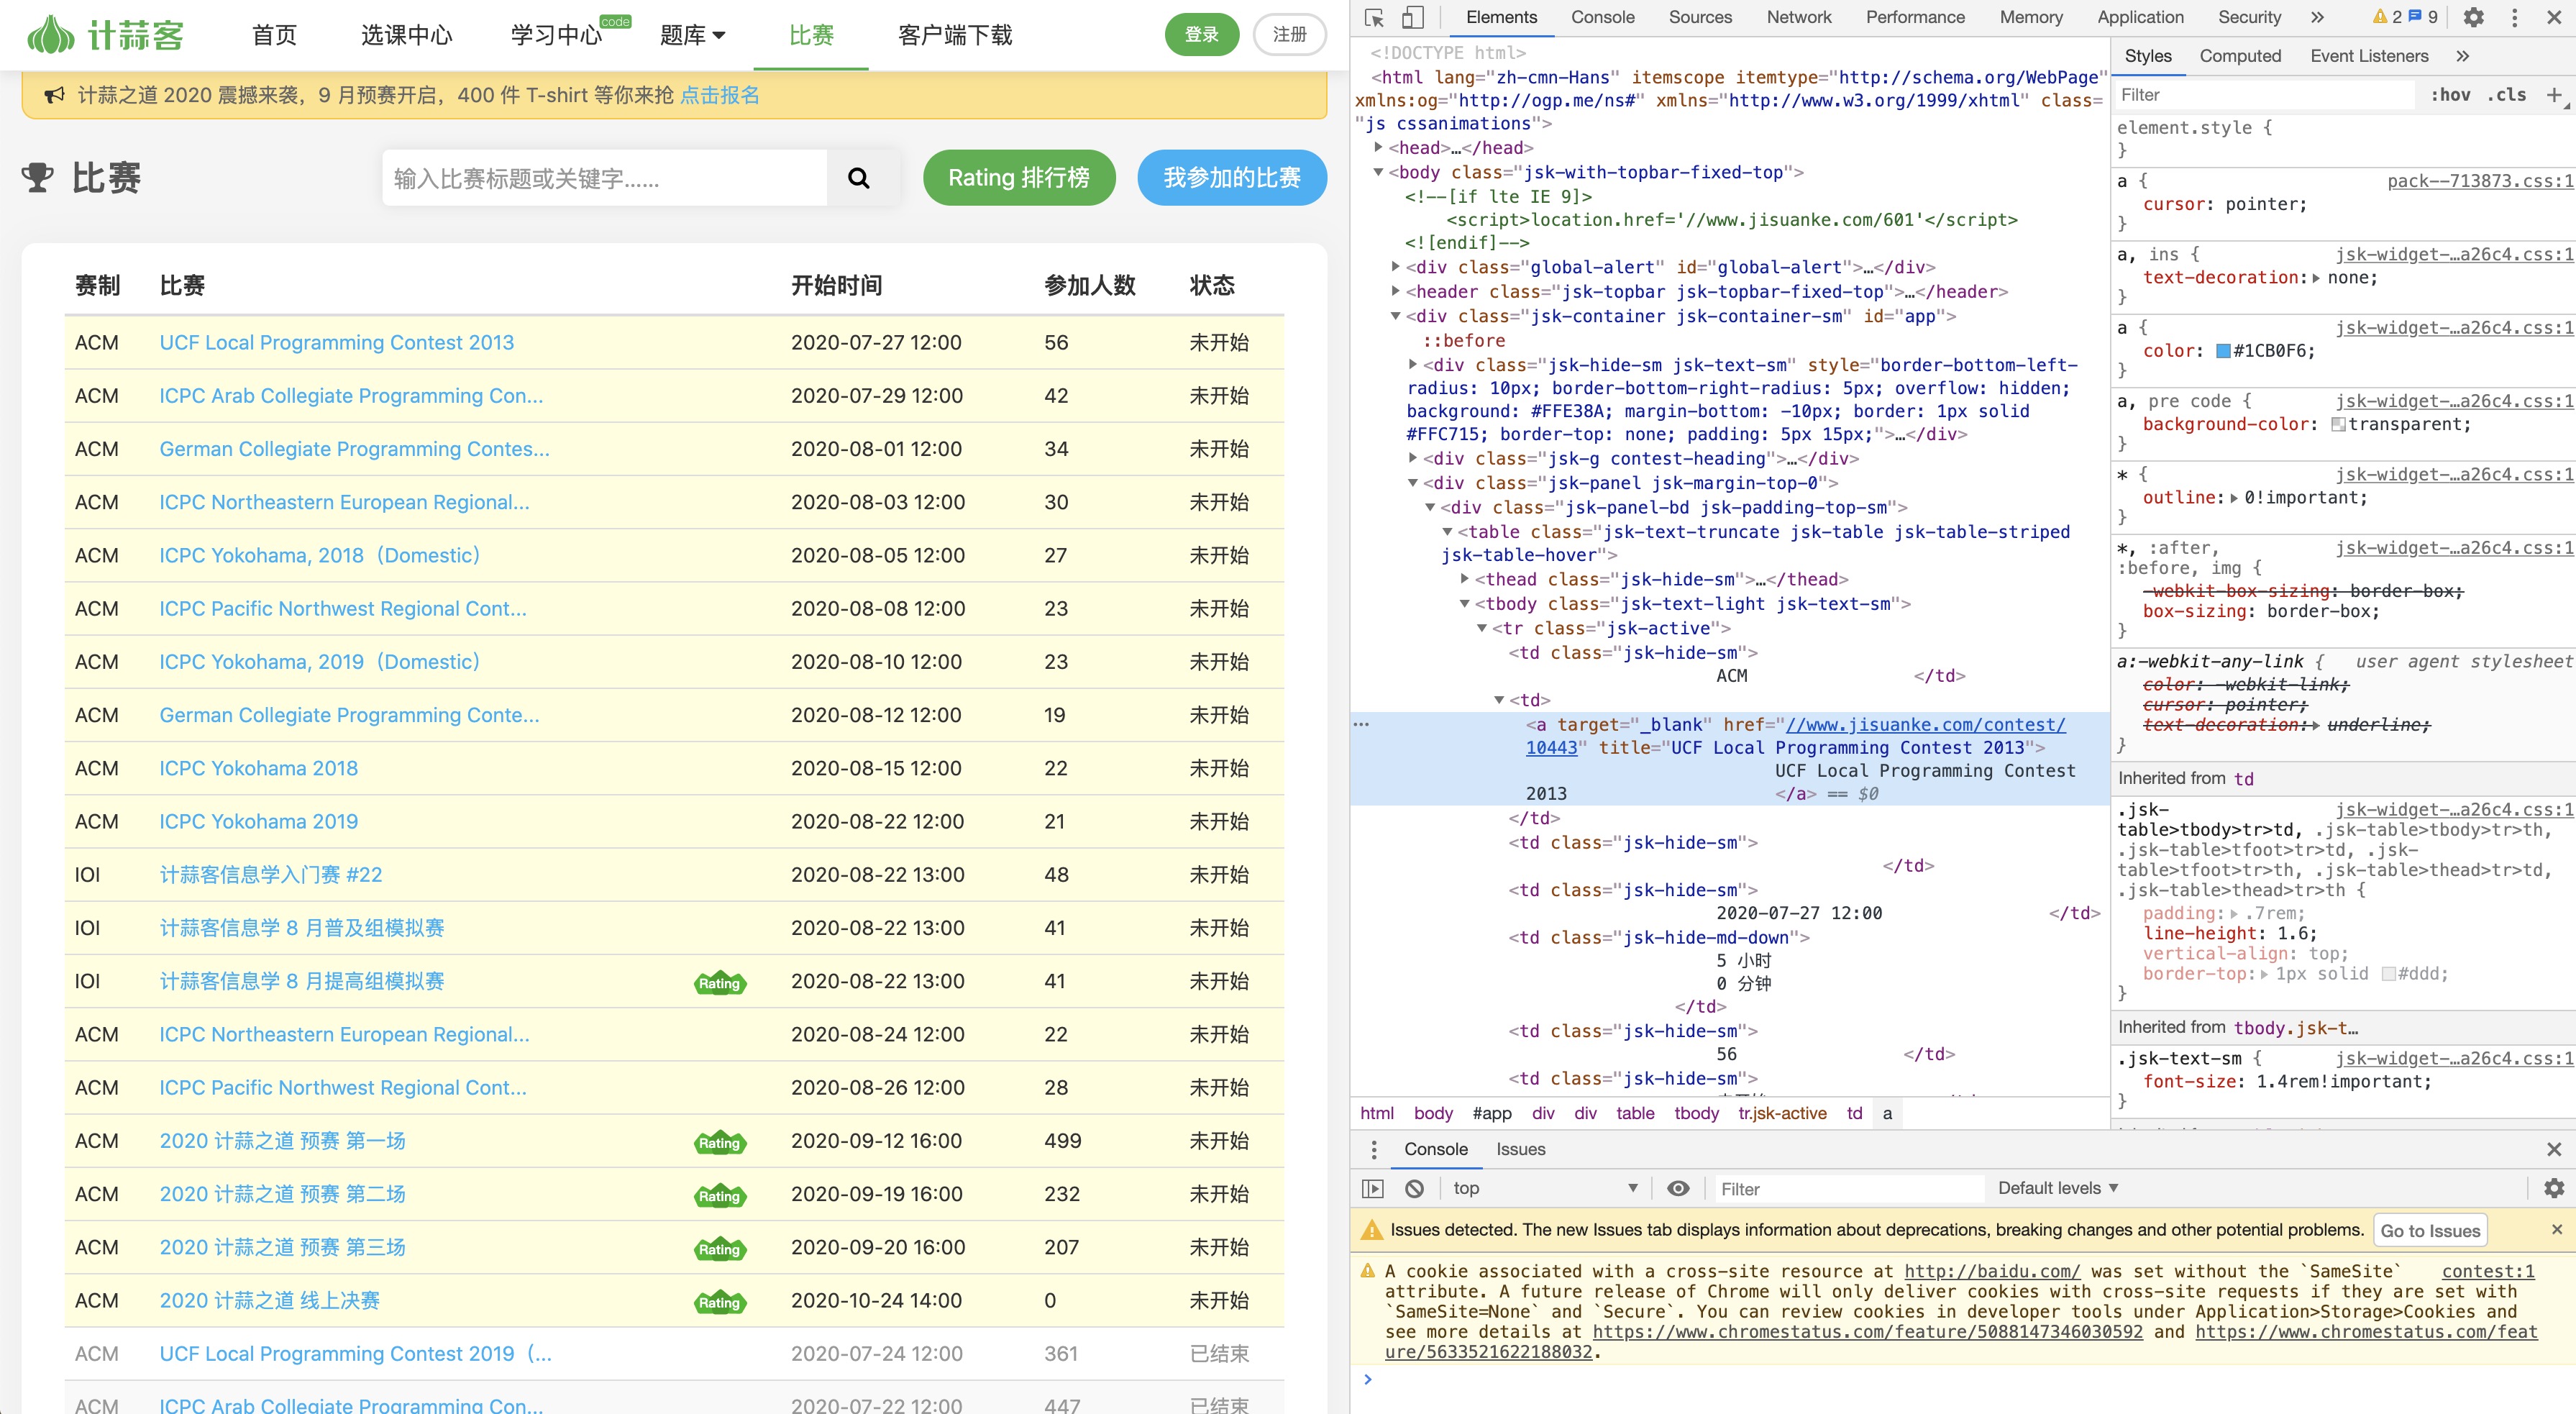 计蒜客
首页
选课中心
学习中心
code
题库
比赛
客户端下载
登录
注册
计蒜之道 2020 震撼来袭，9 月预赛开启，400 件 T-shirt 等你来抢 点击报名
比赛
输入比赛标题或关键字......
Rating 排行榜
我参加的比赛
赛制 比赛 开始时间 参加人数 状态
ACM UCF Local Programming Contest 2013 2020-07-27 12:00 56 未开始
ACM ICPC Arab Collegiate Programming Con... 2020-07-29 12:00 42 未开始
ACM German Collegiate Programming Contes... 2020-08-01 12:00 34 未开始
ACM ICPC Northeastern European Regional... 2020-08-03 12:00 30 未开始
ACM ICPC Yokohama, 2018（Domestic） 2020-08-05 12:00 27 未开始
ACM ICPC Pacific Northwest Regional Cont... 2020-08-08 12:00 23 未开始
ACM ICPC Yokohama, 2019（Domestic） 2020-08-10 12:00 23 未开始
ACM German Collegiate Programming Conte... 2020-08-12 12:00 19 未开始
ACM ICPC Yokohama 2018 2020-08-15 12:00 22 未开始
ACM ICPC Yokohama 2019 2020-08-22 12:00 21 未开始
IOI 计蒜客信息学入门赛 #22 2020-08-22 13:00 48 未开始
IOI 计蒜客信息学 8 月普及组模拟赛 2020-08-22 13:00 41 未开始
IOI 计蒜客信息学 8 月提高组模拟赛 Rating 2020-08-22 13:00 41 未开始
ACM ICPC Northeastern European Regional... 2020-08-24 12:00 22 未开始
ACM ICPC Pacific Northwest Regional Cont... 2020-08-26 12:00 28 未开始
ACM 2020 计蒜之道 预赛 第一场 Rating 2020-09-12 16:00 499 未开始
ACM 2020 计蒜之道 预赛 第二场 Rating 2020-09-19 16:00 232 未开始
ACM 2020 计蒜之道 预赛 第三场 Rating 2020-09-20 16:00 207 未开始
ACM 2020 计蒜之道 线上决赛 Rating 2020-10-24 14:00 0 未开始
ACM UCF Local Programming Contest 2019（... 2020-07-24 12:00 361 已结束
ACM ICPC Arab Collegiate Programming Con... 2020-07-22 12:00 447 已结束
Elements Console Sources Network Performance Memory Application Security » 2 9
<!DOCTYPE html>
<html lang="zh-cmn-Hans" itemscope itemtype="http://schema.org/WebPage"
xmlns:og="http://ogp.me/ns#" xmlns="http://www.w3.org/1999/xhtml" class=
"js cssanimations">
<head>…</head>
<body class="jsk-with-topbar-fixed-top">
<!--[if lte IE 9]>
<script>location.href='//www.jisuanke.com/601'</script>
<![endif]-->
<div class="global-alert" id="global-alert">…</div>
<header class="jsk-topbar jsk-topbar-fixed-top">…</header>
<div class="jsk-container jsk-container-sm" id="app">
::before
<div class="jsk-hide-sm jsk-text-sm" style="border-bottom-left-
radius: 10px; border-bottom-right-radius: 5px; overflow: hidden;
background: #FFE38A; margin-bottom: -10px; border: 1px solid
#FFC715; border-top: none; padding: 5px 15px;">…</div>
<div class="jsk-g contest-heading">…</div>
<div class="jsk-panel jsk-margin-top-0">
<div class="jsk-panel-bd jsk-padding-top-sm">
<table class="jsk-text-truncate jsk-table jsk-table-striped
jsk-table-hover">
<thead class="jsk-hide-sm">…</thead>
<tbody class="jsk-text-light jsk-text-sm">
<tr class="jsk-active">
<td class="jsk-hide-sm">
ACM </td>
<td>
<a target="_blank" href="//www.jisuanke.com/contest/
10443" title="UCF Local Programming Contest 2013">
UCF Local Programming Contest
2013 </a> == $0
</td>
<td class="jsk-hide-sm">
</td>
<td class="jsk-hide-sm">
2020-07-27 12:00 </td>
<td class="jsk-hide-md-down">
5 小时
0 分钟
</td>
<td class="jsk-hide-sm">
56 </td>
<td class="jsk-hide-sm">
html body #app div div table tbody tr.jsk-active td a
Styles Computed Event Listeners »
Filter :hov .cls +
element.style {
}
a { pack--713873.css:1
cursor: pointer;
}
a, ins { jsk-widget-…a26c4.css:1
text-decoration: none;
}
a { jsk-widget-…a26c4.css:1
color: #1CB0F6;
}
a, pre code { jsk-widget-…a26c4.css:1
background-color: transparent;
}
* { jsk-widget-…a26c4.css:1
outline: 0!important;
}
*, :after, jsk-widget-…a26c4.css:1
:before, img {
-webkit-box-sizing: border-box;
box-sizing: border-box;
}
a:-webkit-any-link { user agent stylesheet
color: -webkit-link;
cursor: pointer;
text-decoration: underline;
}
Inherited from td
.jsk- jsk-widget-…a26c4.css:1
table>tbody>tr>td, .jsk-table>tbody>tr>th,
.jsk-table>tfoot>tr>td, .jsk-
table>tfoot>tr>th, .jsk-table>thead>tr>td,
.jsk-table>thead>tr>th {
padding: .7rem;
line-height: 1.6;
vertical-align: top;
border-top: 1px solid #ddd;
}
Inherited from tbody.jsk-t…
.jsk-text-sm { jsk-widget-…a26c4.css:1
font-size: 1.4rem!important;
}
Console Issues
top Filter Default levels
Issues detected. The new Issues tab displays information about deprecations, breaking changes and other potential problems. Go to Issues
A cookie associated with a cross-site resource at http://baidu.com/ was set without the `SameSite` contest:1
attribute. A future release of Chrome will only deliver cookies with cross-site requests if they are set with
`SameSite=None` and `Secure`. You can review cookies in developer tools under Application>Storage>Cookies and
see more details at https://www.chromestatus.com/feature/5088147346030592 and https://www.chromestatus.com/feat
ure/5633521622188032.